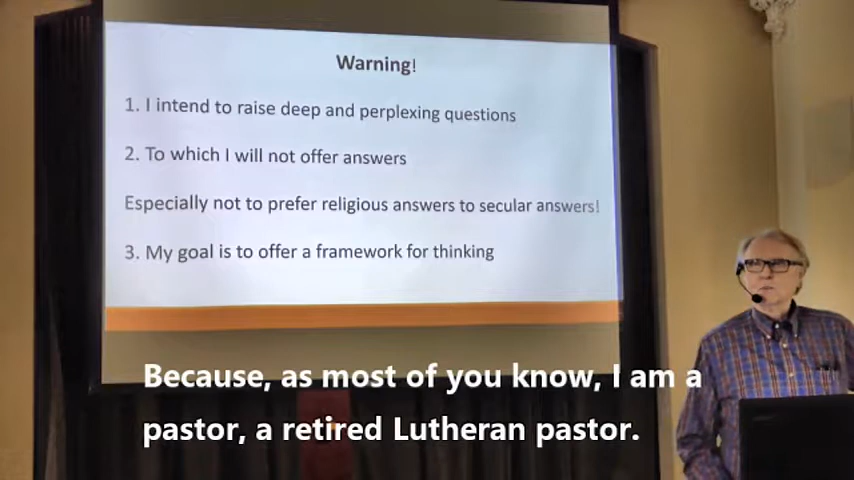 Warning!
1. I intend to raise deep and perplexing questions
2. To which I will not offer answers
Especially not to prefer religious answers to secular answers!
3. My goal is to offer a framework for thinking
Because, as most of you know, I am a
pastor, a retired Lutheran pastor.